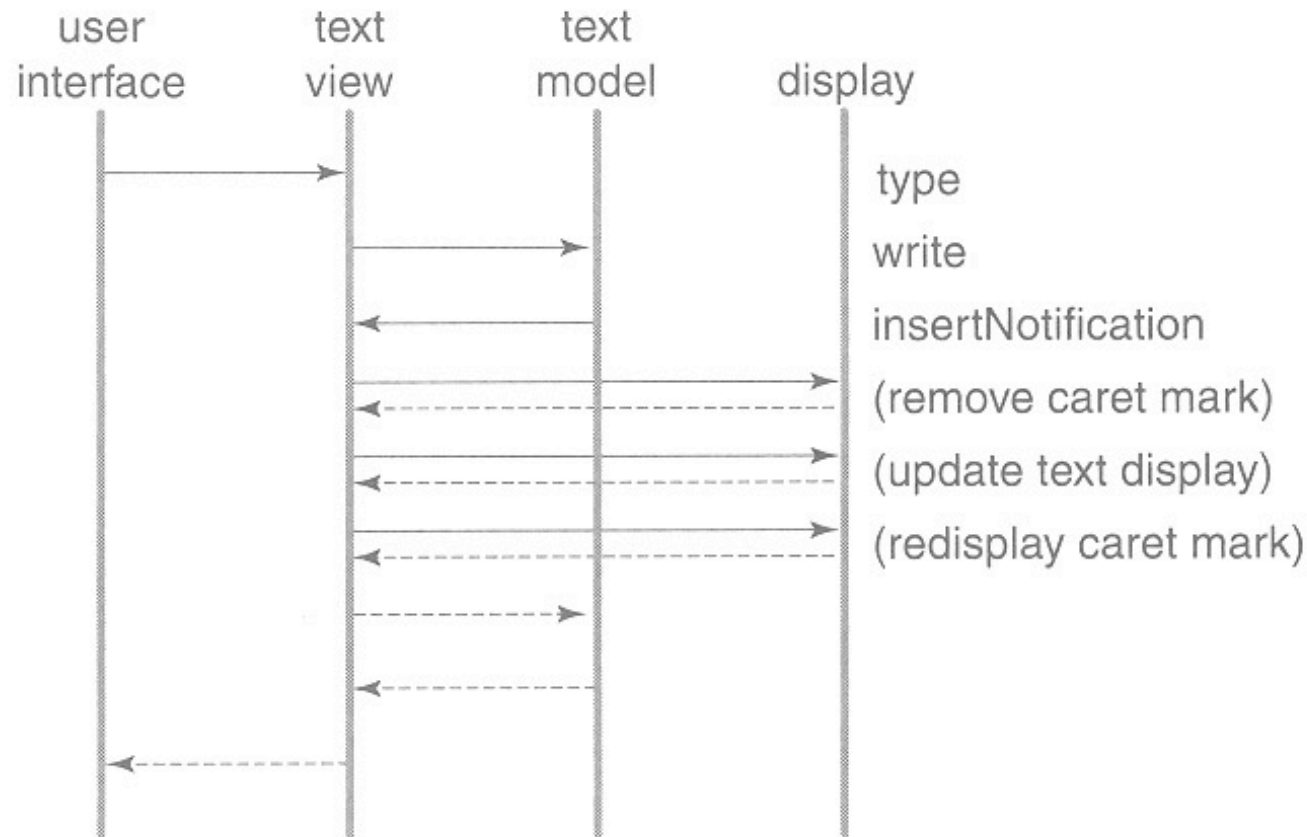 user
interface
text
view
text
model
display
type
write
insertNotification
(remove caret mark)
(update text display)
(redisplay caret mark)